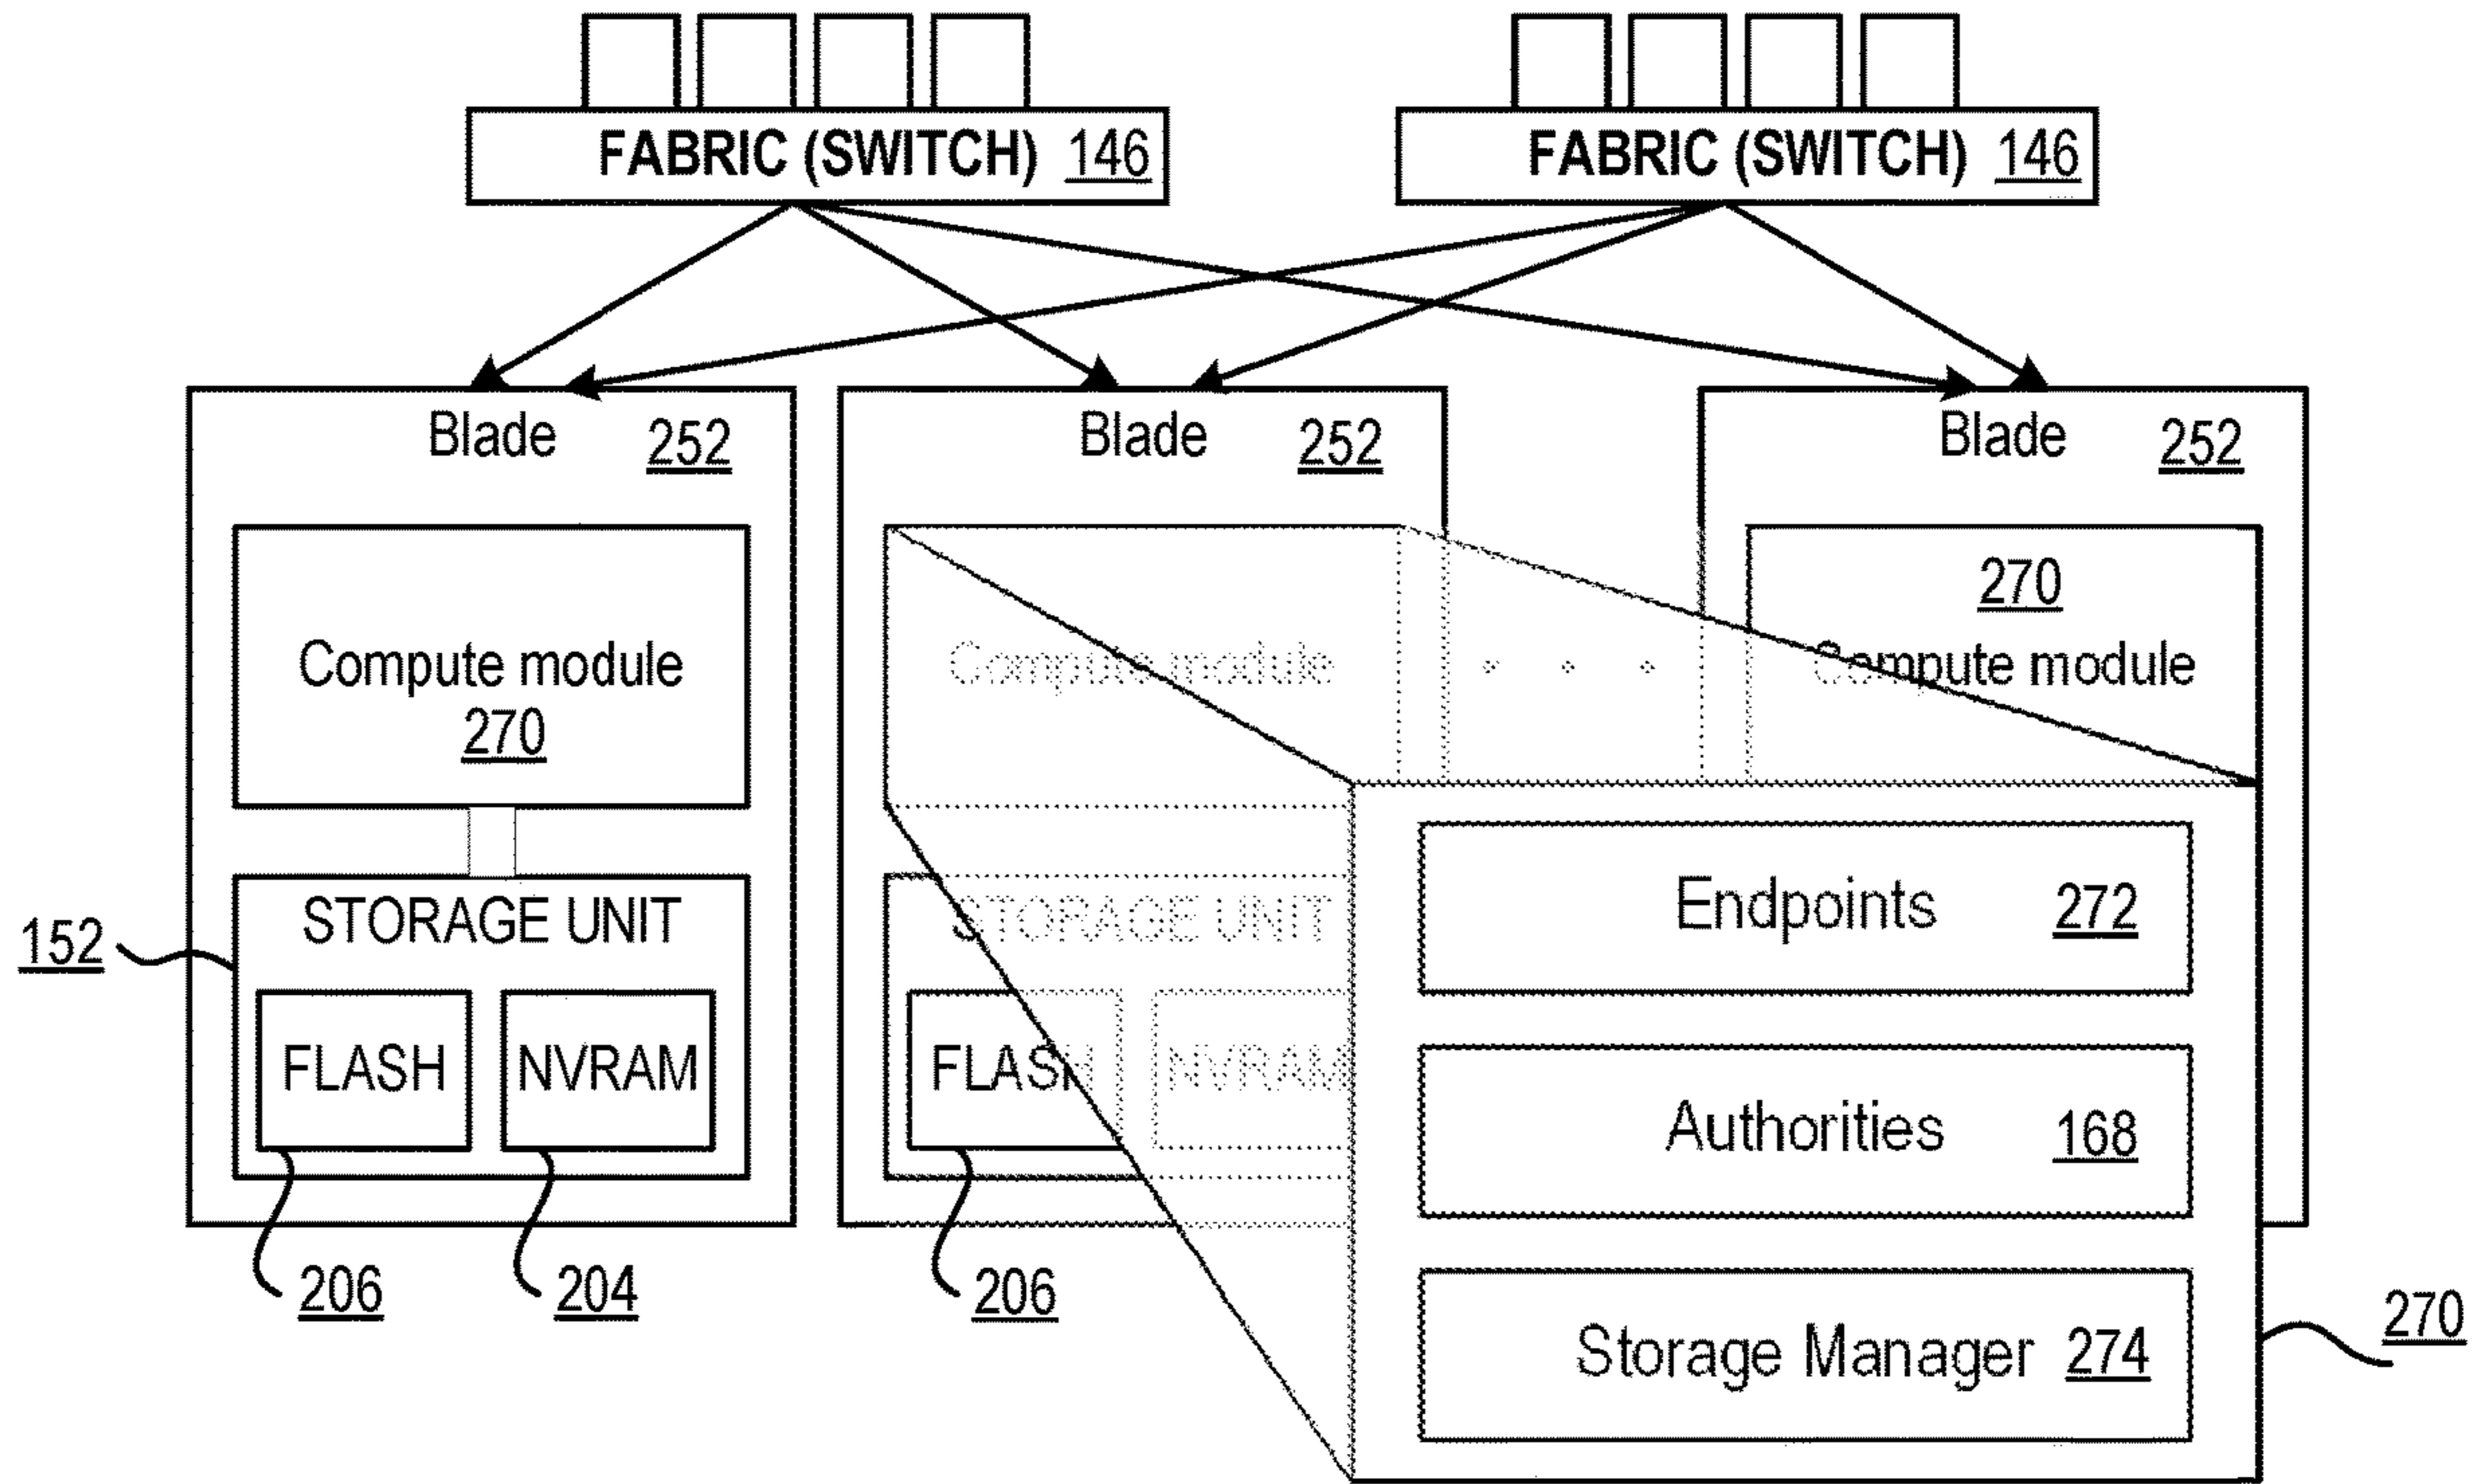 FABRIC (SWITCH) 146
FABRIC (SWITCH) 146
Blade 252
Blade 252
Blade 252
Compute module
270
Compute module
. . .
270
Compute module
152
STORAGE UNIT
FLASH
NVRAM
206
204
STORAGE UNIT
FLASH
NVRAM
206
Endpoints 272
Authorities 168
Storage Manager 274
270